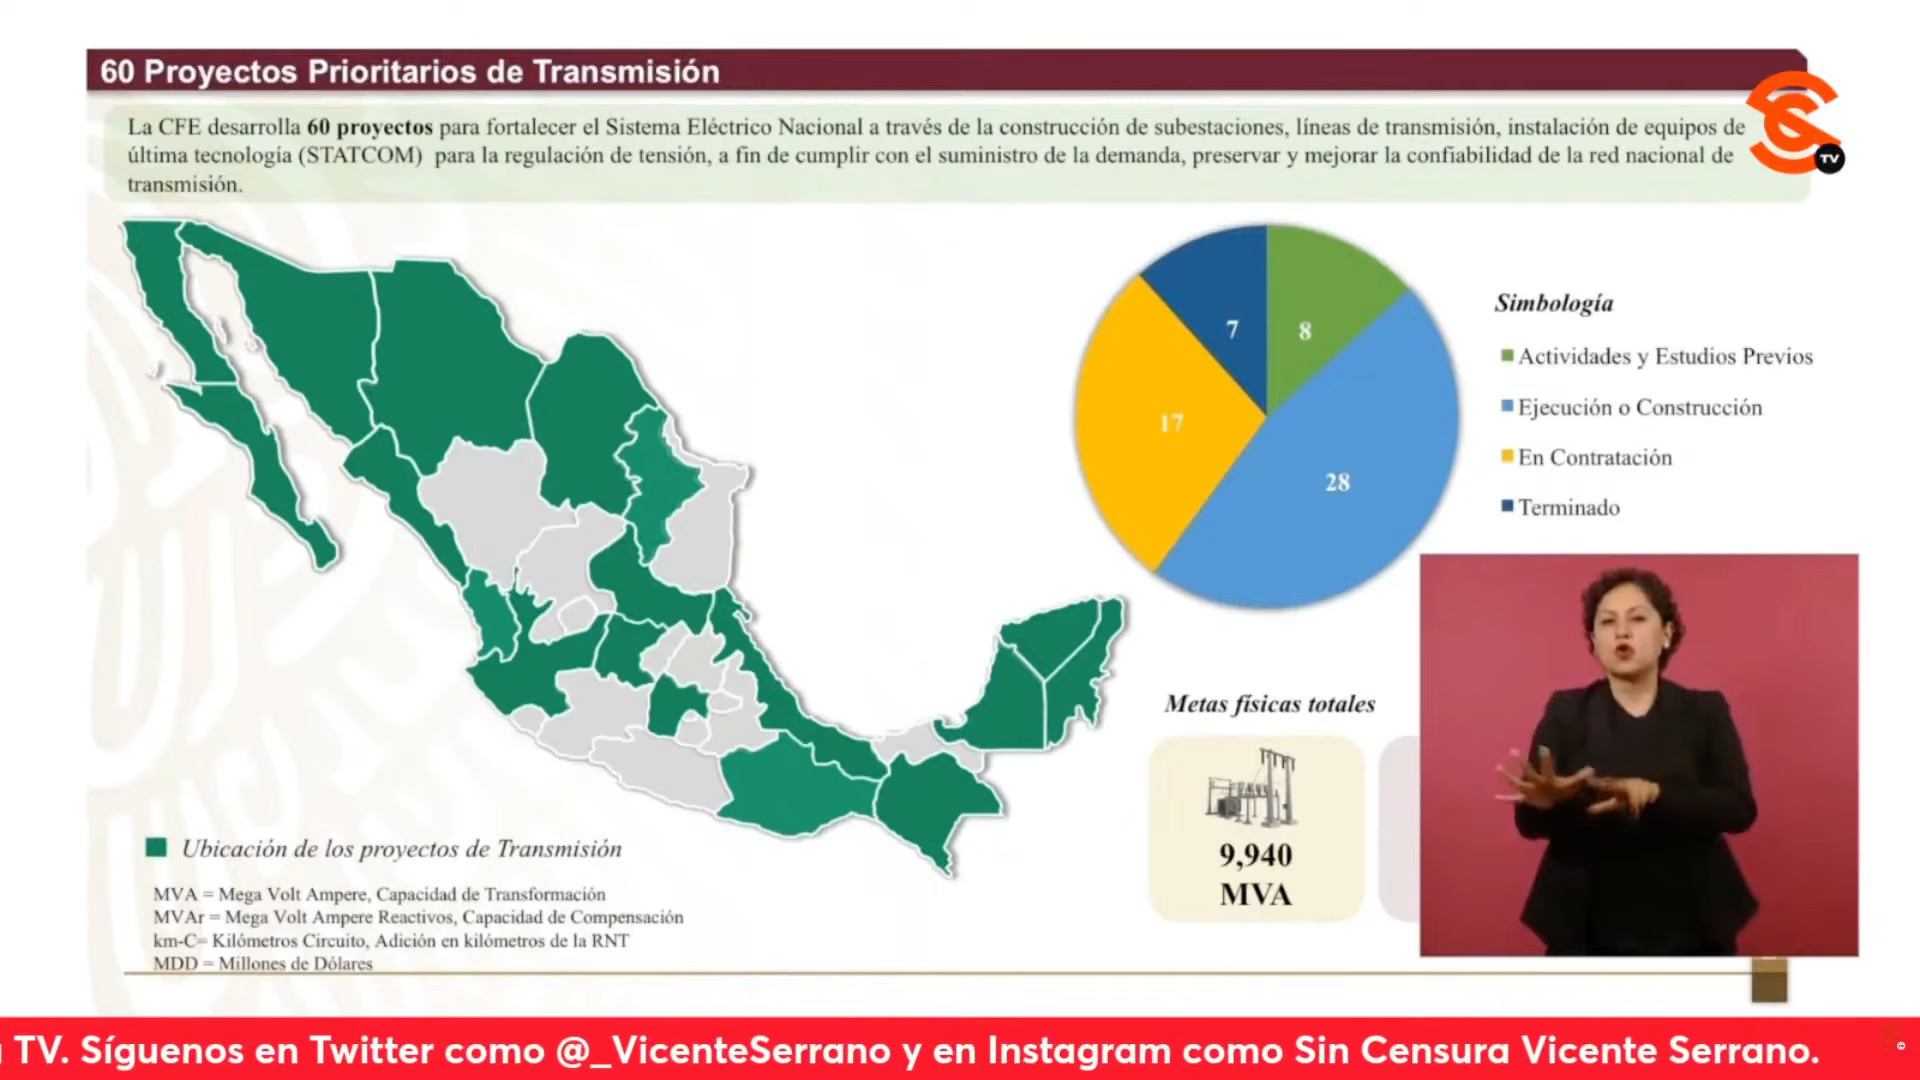 60 Proyectos Prioritarios de Transmisión
La CFE desarrolla 60 proyectos para fortalecer el Sistema Eléctrico Nacional a través de la construcción de subestaciones, líneas de transmisión, instalación de equipos de
última tecnología (STATCOM) para la regulación de tensión, a fin de cumplir con el suministro de la demanda, preservar y mejorar la confiabilidad de la red nacional de
transmisión.
TV
7
8
17
28
Simbología
Actividades y Estudios Previos
Ejecución o Construcción
En Contratación
Terminado
Metas físicas totales
9,940
MVA
Ubicación de los proyectos de Transmisión
MVA = Mega Volt Ampere, Capacidad de Transformación
MVAr = Mega Volt Ampere Reactivos, Capacidad de Compensación
km-C= Kilómetros Circuito, Adición en kilómetros de la RNT
MDD = Millones de Dólares
TV. Síguenos en Twitter como @_VicenteSerrano y en Instagram como Sin Censura Vicente Serrano.